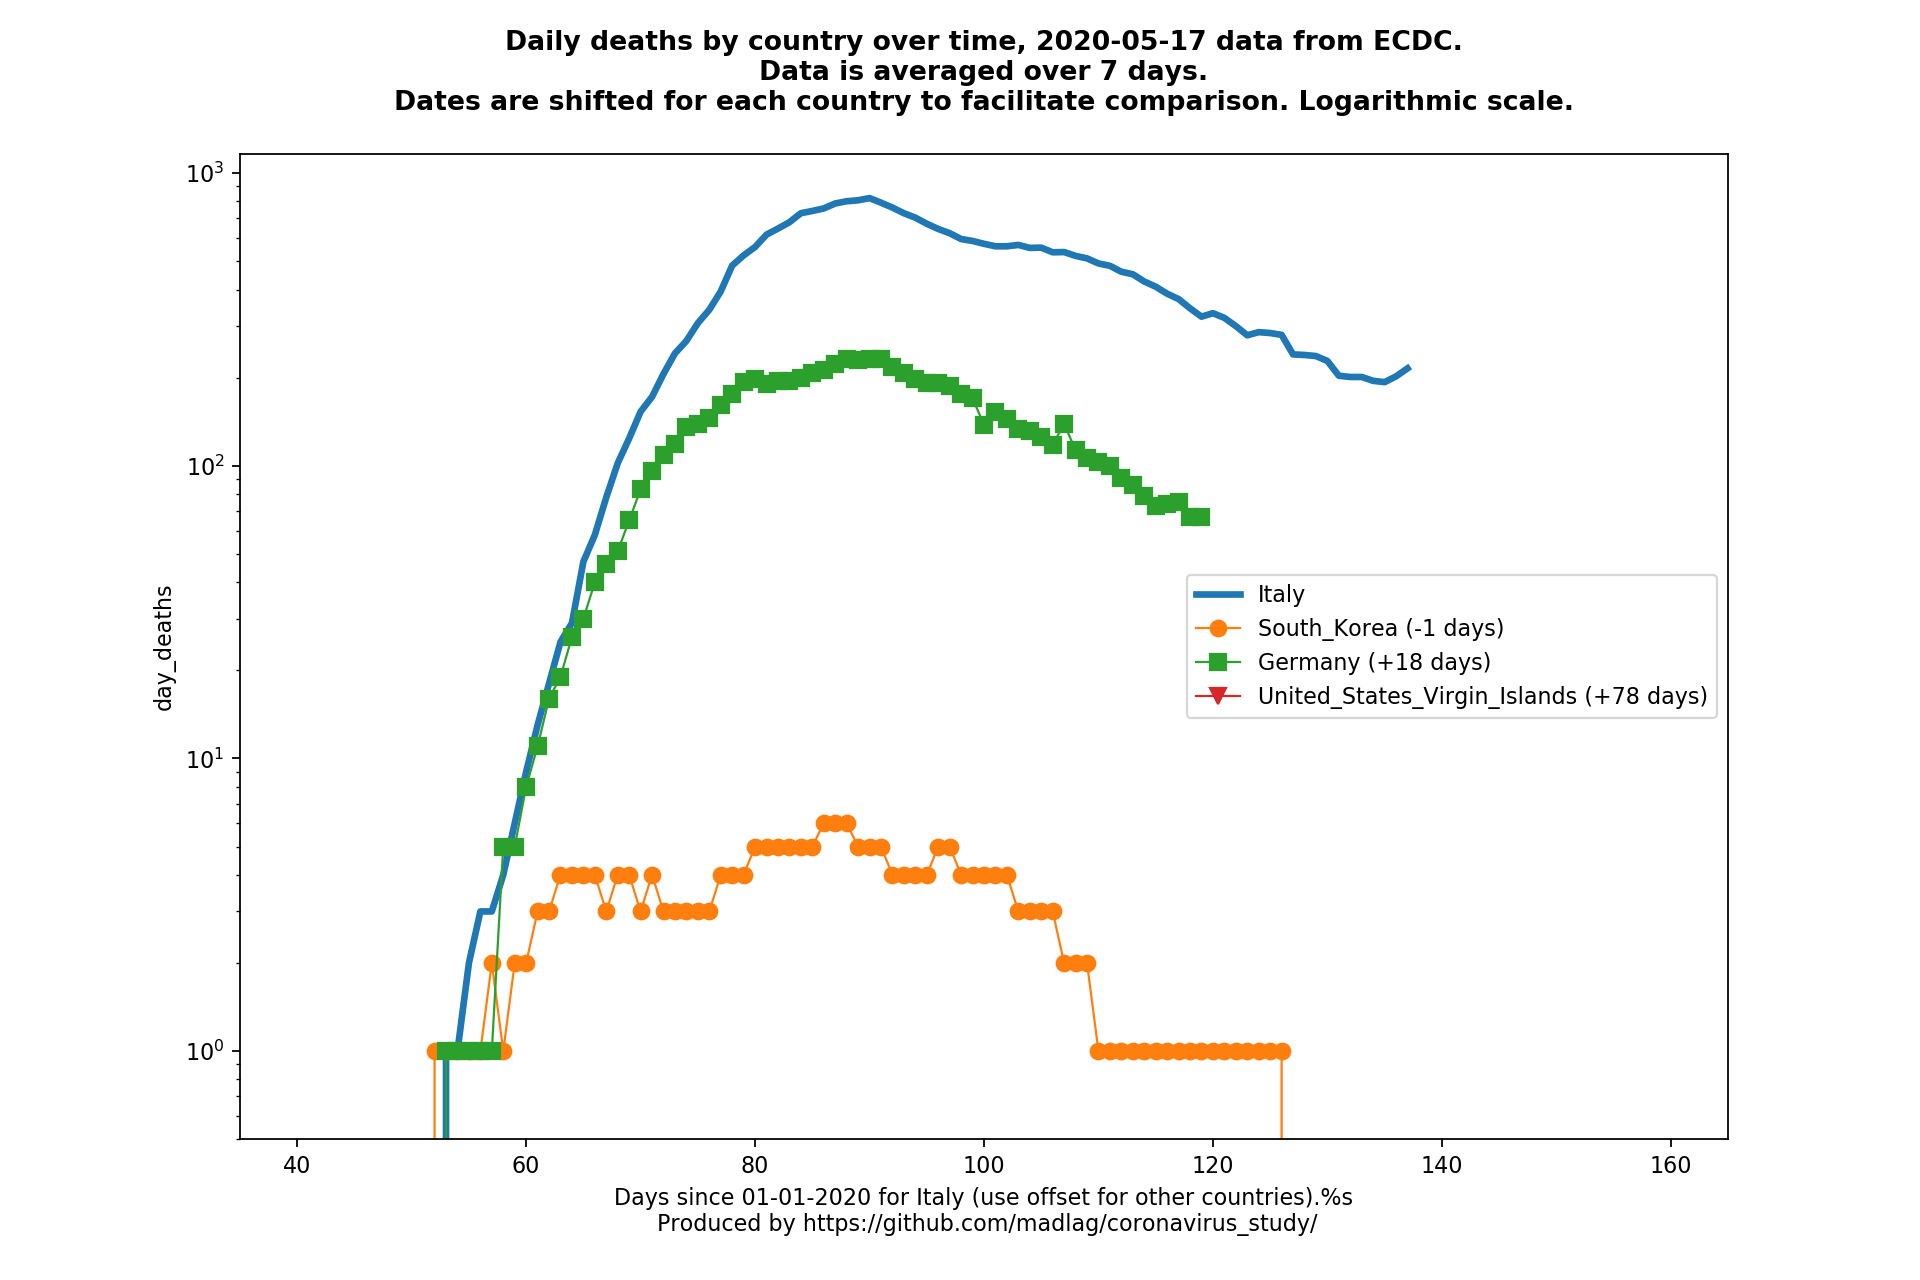 Daily deaths by country over time, 2020-05-17 data from ECDC.
Data is averaged over 7 days.
Dates are shifted for each country to facilitate comparison. Logarithmic scale.
10³
10²
10¹
10⁰
day_deaths
Italy
South_Korea (-1 days)
Germany (+18 days)
United_States_Virgin_Islands (+78 days)
40 60 80 100 120 140 160
Days since 01-01-2020 for Italy (use offset for other countries).%s
Produced by https://github.com/madlag/coronavirus_study/